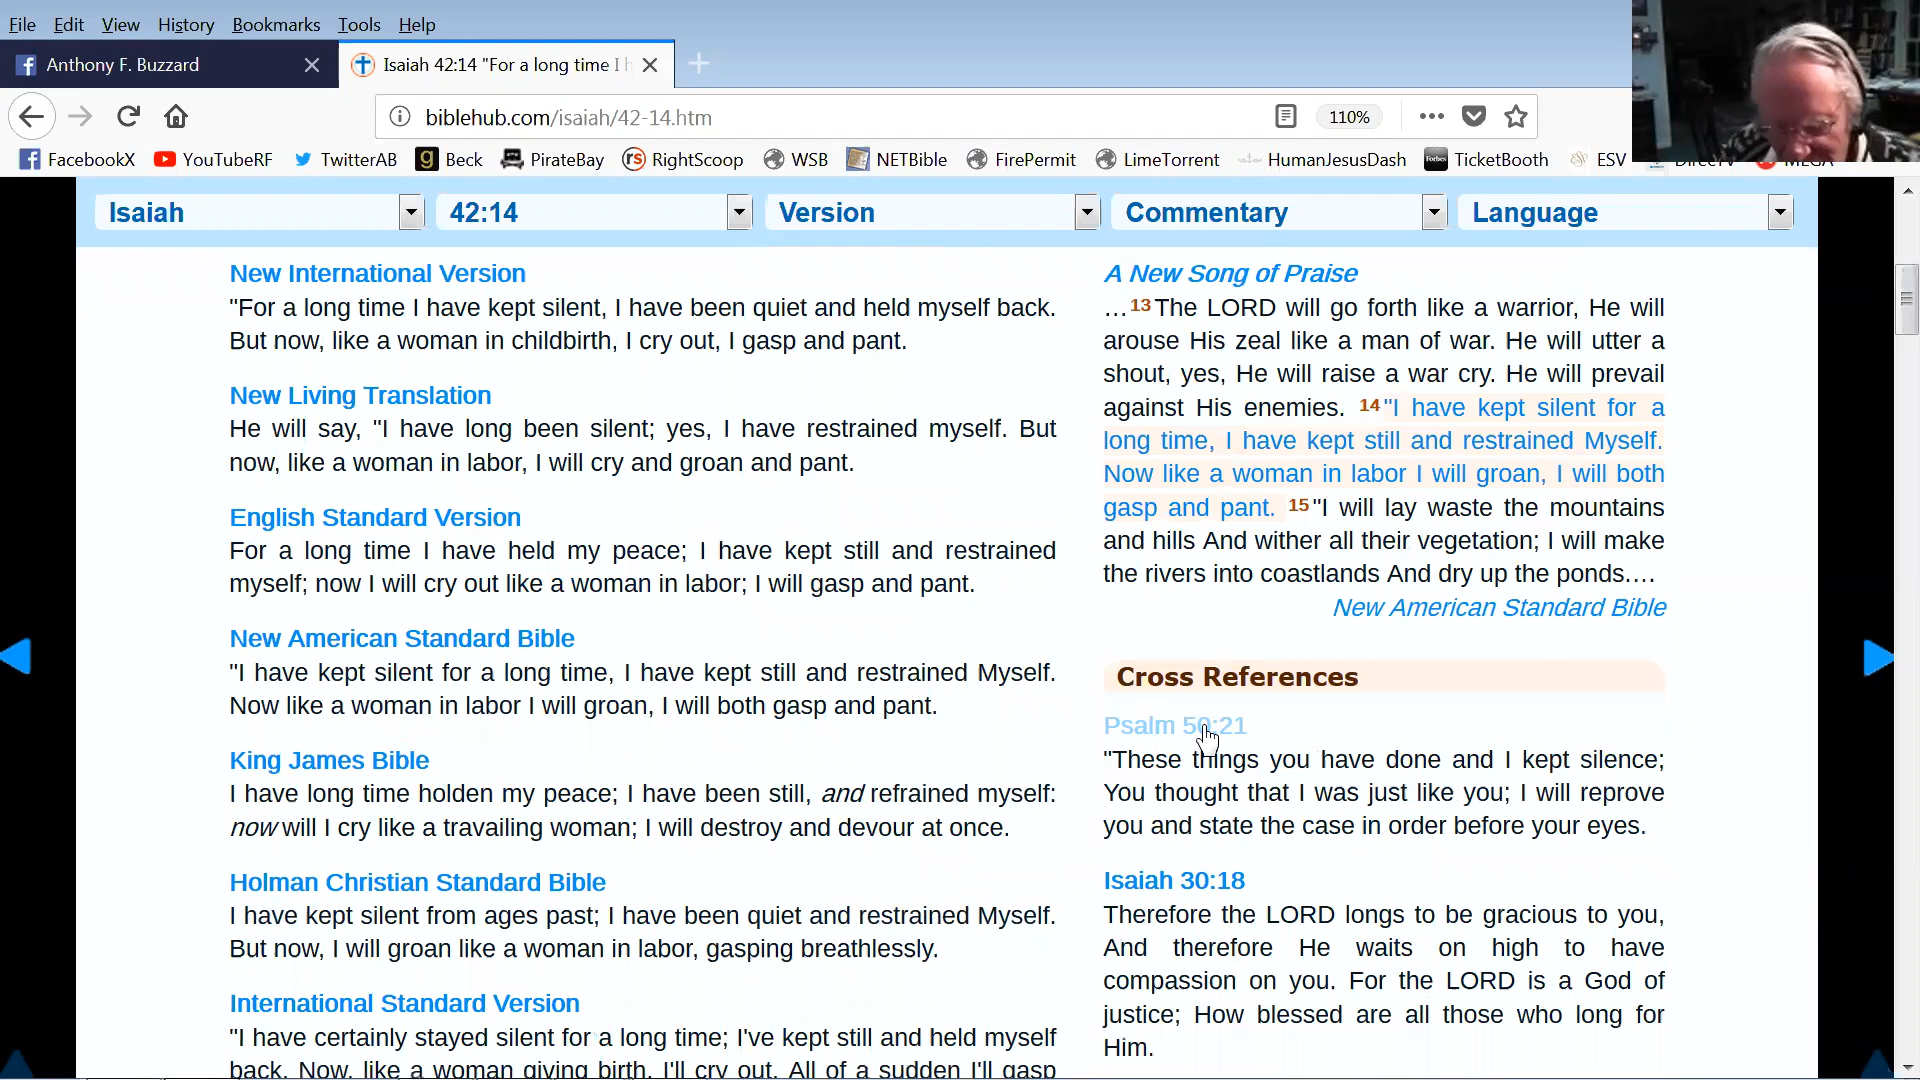 File Edit View History Bookmarks Tools Help
Anthony F. Buzzard
Isaiah 42:14 "For a long time I h
biblehub.com/isaiah/42-14.htm
110%
FacebookX YouTubeRF TwitterAB Beck PirateBay RightScoop WSB NETBible FirePermit LimeTorrent HumanJesusDash TicketBooth ESV
Isaiah 42:14 Version Commentary Language
New International Version
"For a long time I have kept silent, I have been quiet and held myself back.
But now, like a woman in childbirth, I cry out, I gasp and pant.
New Living Translation
He will say, "I have long been silent; yes, I have restrained myself. But
now, like a woman in labor, I will cry and groan and pant.
English Standard Version
For a long time I have held my peace; I have kept still and restrained
myself; now I will cry out like a woman in labor; I will gasp and pant.
New American Standard Bible
"I have kept silent for a long time, I have kept still and restrained Myself.
Now like a woman in labor I will groan, I will both gasp and pant.
King James Bible
I have long time holden my peace; I have been still, and refrained myself:
now will I cry like a travailing woman; I will destroy and devour at once.
Holman Christian Standard Bible
I have kept silent from ages past; I have been quiet and restrained Myself.
But now, I will groan like a woman in labor, gasping breathlessly.
International Standard Version
"I have certainly stayed silent for a long time; I've kept still and held myself
back. Now, like a woman giving birth, I'll cry out. All of a sudden I'll gasp
A New Song of Praise
…13The LORD will go forth like a warrior, He will
arouse His zeal like a man of war. He will utter a
shout, yes, He will raise a war cry. He will prevail
against His enemies. 14"I have kept silent for a
long time, I have kept still and restrained Myself.
Now like a woman in labor I will groan, I will both
gasp and pant. 15"I will lay waste the mountains
and hills And wither all their vegetation; I will make
the rivers into coastlands And dry up the ponds.…
New American Standard Bible
Cross References
Psalm 50:21
"These things you have done and I kept silence;
You thought that I was just like you; I will reprove
you and state the case in order before your eyes.
Isaiah 30:18
Therefore the LORD longs to be gracious to you,
And therefore He waits on high to have
compassion on you. For the LORD is a God of
justice; How blessed are all those who long for
Him.